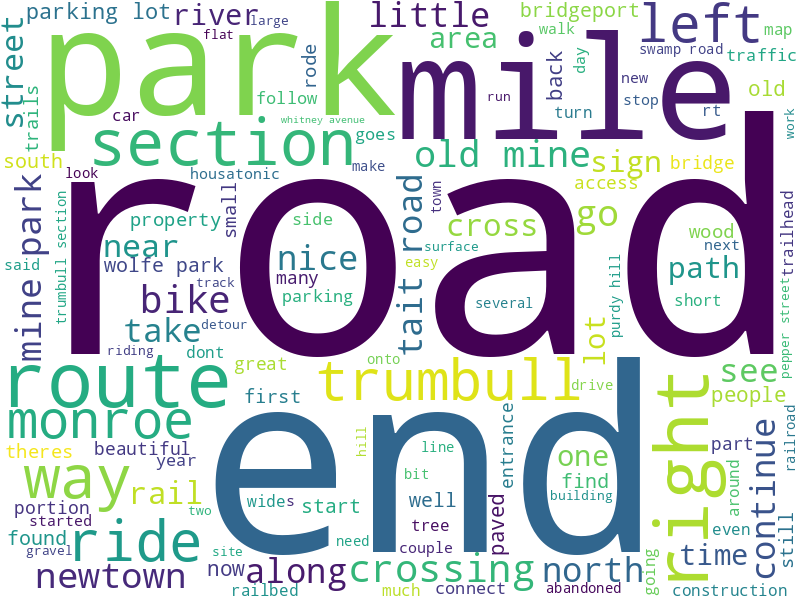 parking lot
river
little
bridgeport
left
map
street
park
large
flat
area
walk
swamp road
traffic
trails
rode
mile
back
day
new
car
follow
run
stop
rt
old
whitney avenue
turn
section
goes
old mine
sign
bridge
work
south
look
housatonic
make
access
mine park
trumbull section
property
small
side
road
tait road
town
cross
go
wood
trailhead
near
nice
surface
next
path
said
wolfe park
many
easy
purdy hill
track
parking
several
short
pepper street
bike
take
detour
lot
riding
dont
great
onto
see
route
trumbull
drive
people
first
right
monroe
end
entrance
railroad
theres
beautiful
hill
line
one
part
continue
year
way
rail
bit
find
around
portion
wides
start
well
building
started
two
paved
even
still
found
ride
tree
time
gravel
site
need
couple
newtown
now
along
crossing
north
going
railbed
much
connect
abandoned
construction